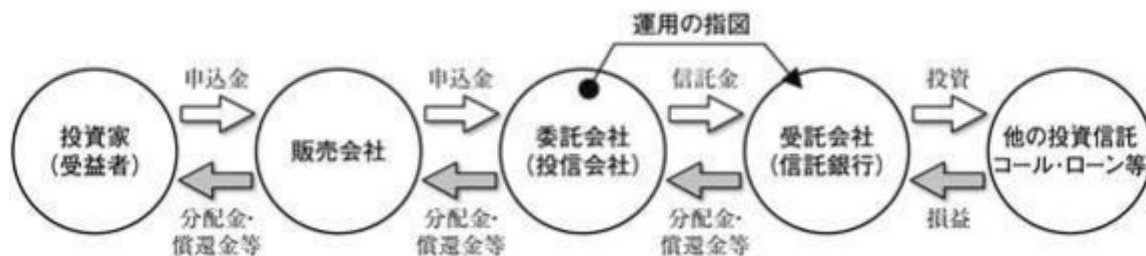 運用の指図
申込金
申込金
信託金
投資
投資家
(受益者)
販売会社
委託会社
(投信会社)
受託会社
(信託銀行)
他の投資信託
コール・ローン等
分配金・
償還金等
分配金・
償還金等
分配金・
償還金等
損益